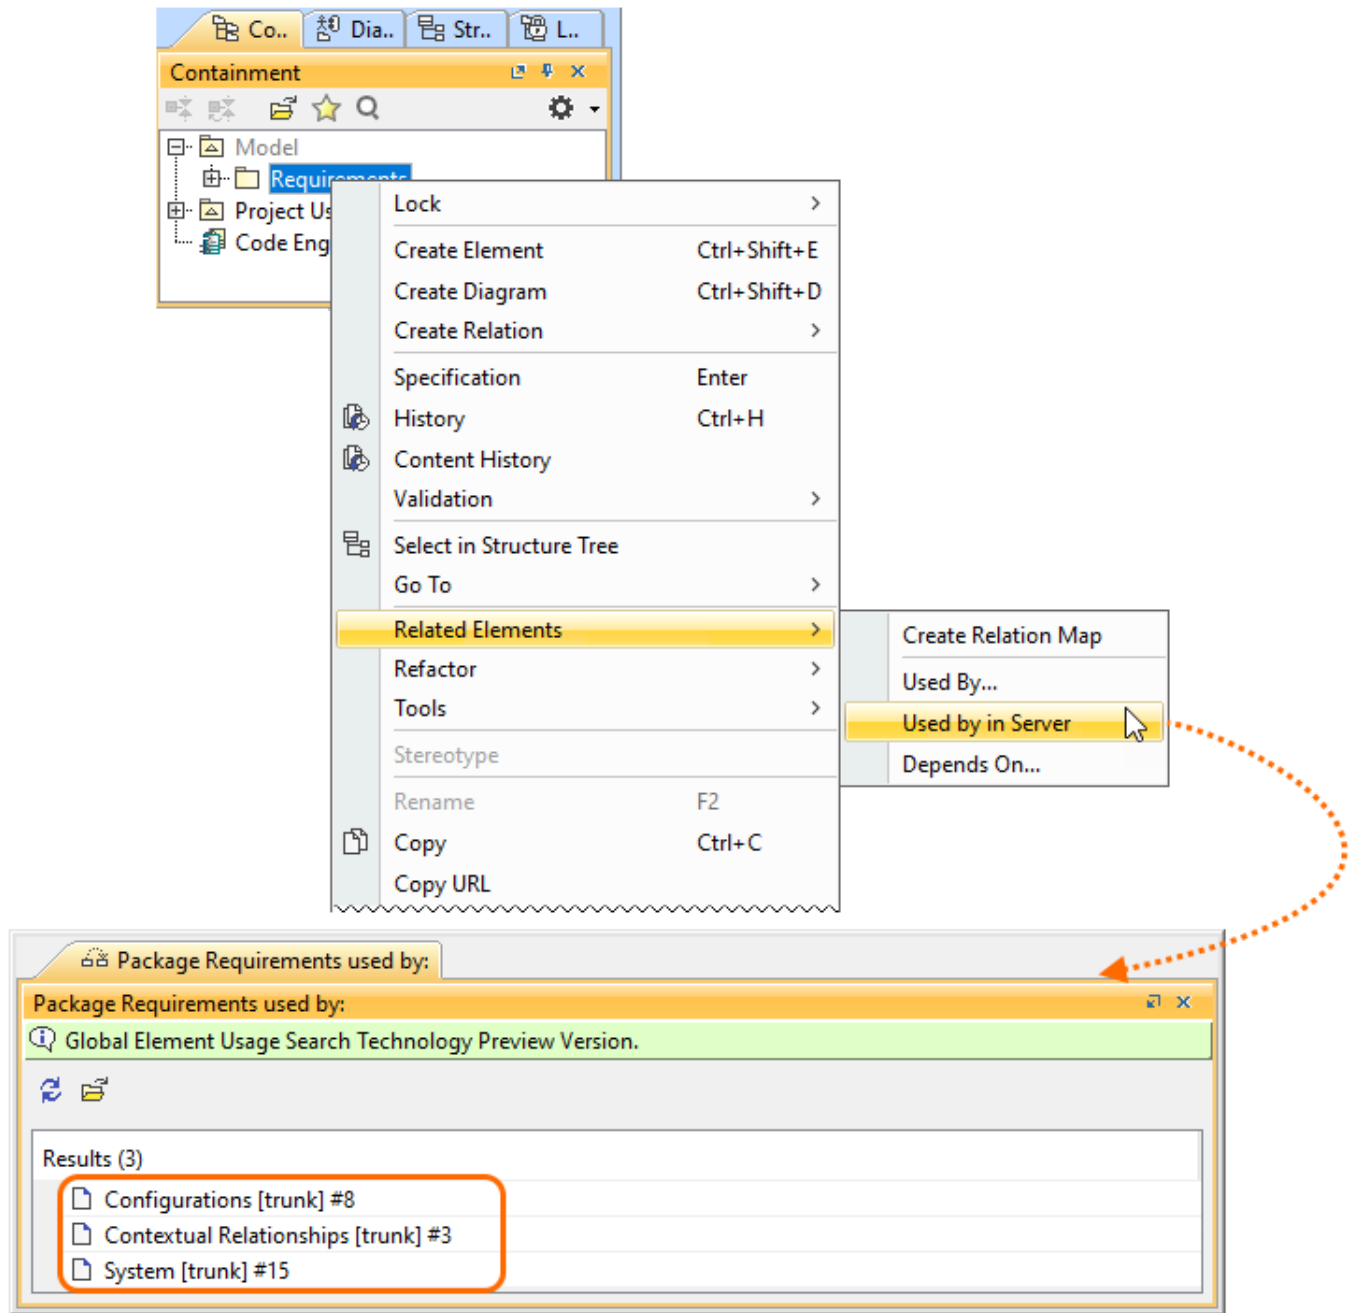 Co.. Dia.. Str.. L..
Containment
Model
Requirements
Project Us
Code Eng
Lock
Create Element Ctrl+Shift+E
Create Diagram Ctrl+Shift+D
Create Relation
Specification Enter
History Ctrl+H
Content History
Validation
Select in Structure Tree
Go To
Related Elements
Refactor
Tools
Stereotype
Rename F2
Copy Ctrl+C
Copy URL
Create Relation Map
Used By...
Used by in Server
Depends On...
Package Requirements used by:
Package Requirements used by:
Global Element Usage Search Technology Preview Version.
Results (3)
Configurations [trunk] #8
Contextual Relationships [trunk] #3
System [trunk] #15